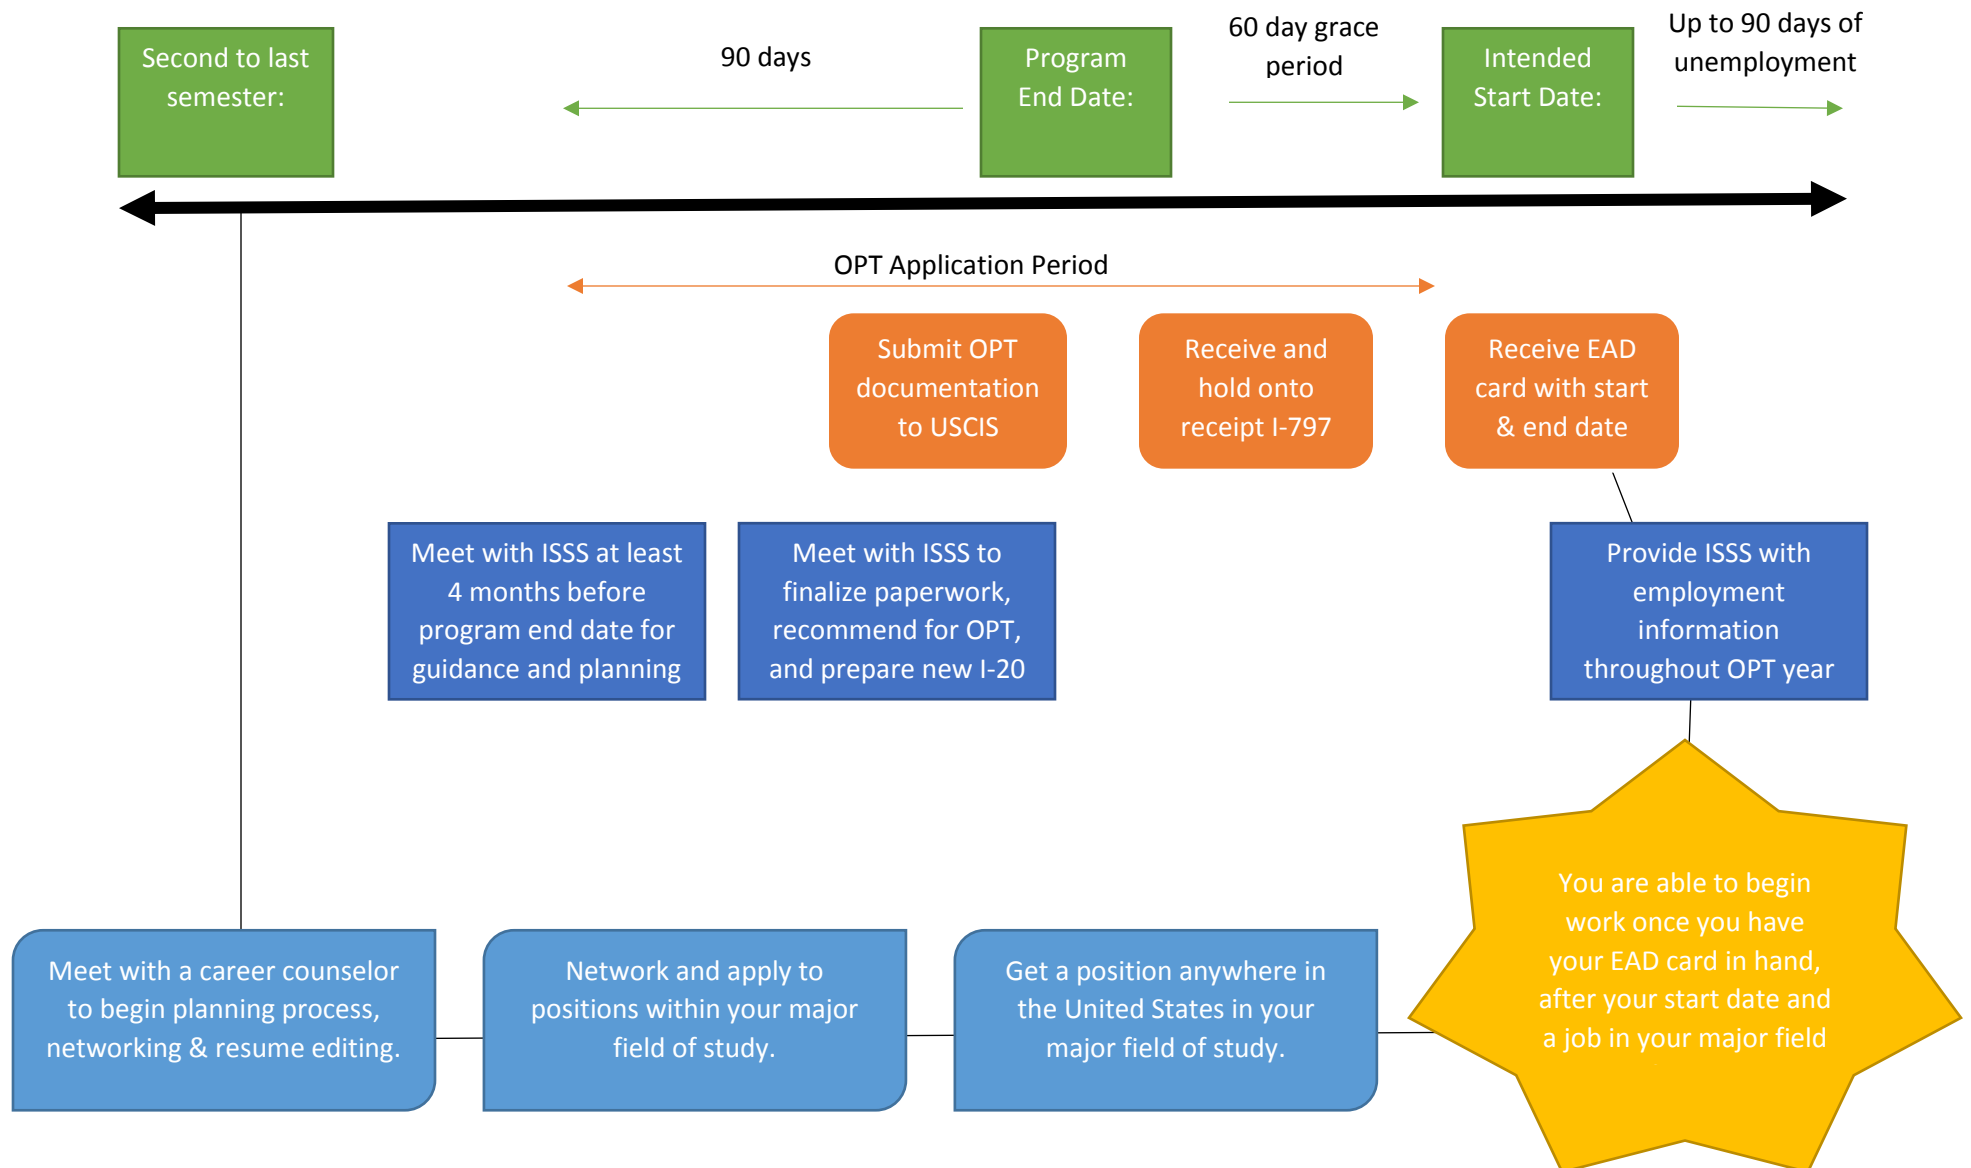 Second to last
semester:
90 days
Program
End Date:
60 day grace
period
Intended
Start Date:
Up to 90 days of
unemployment
OPT Application Period
Submit OPT
documentation
to USCIS
Receive and
hold onto
receipt I-797
Receive EAD
card with start
& end date
Meet with ISSS at least
4 months before
program end date for
guidance and planning
Meet with ISSS to
finalize paperwork,
recommend for OPT,
and prepare new I-20
Provide ISSS with
employment
information
throughout OPT year
Meet with a career counselor
to begin planning process,
networking & resume editing.
Network and apply to
positions within your major
field of study.
Get a position anywhere in
the United States in your
major field of study.
You are able to begin
work once you have
your EAD card in hand,
after your start date and
a job in your major field